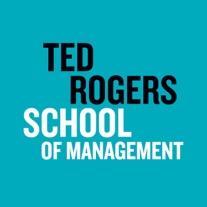 TED
ROGERS
SCHOOL
OF MANAGEMENT